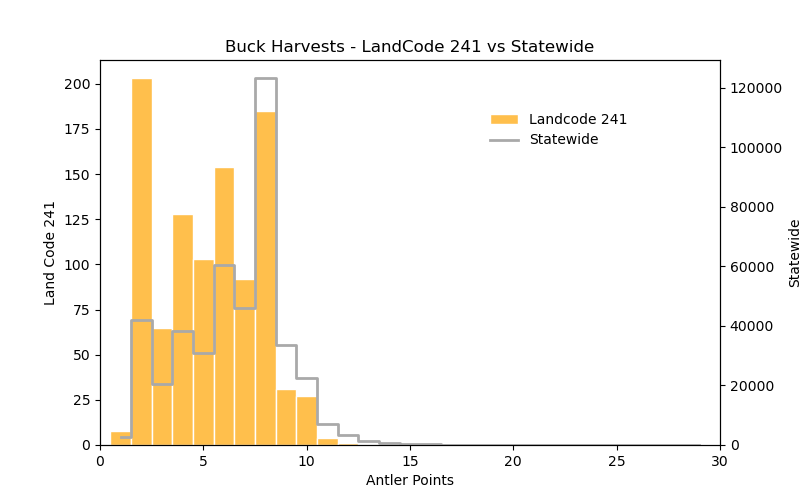 Buck Harvests - LandCode 241 vs Statewide
200
175
150
125
100
75
50
25
0
Land Code 241
Landcode 241
Statewide
120000
100000
80000
60000
40000
20000
0
Statewide
0 5 10 15 20 25 30
Antler Points